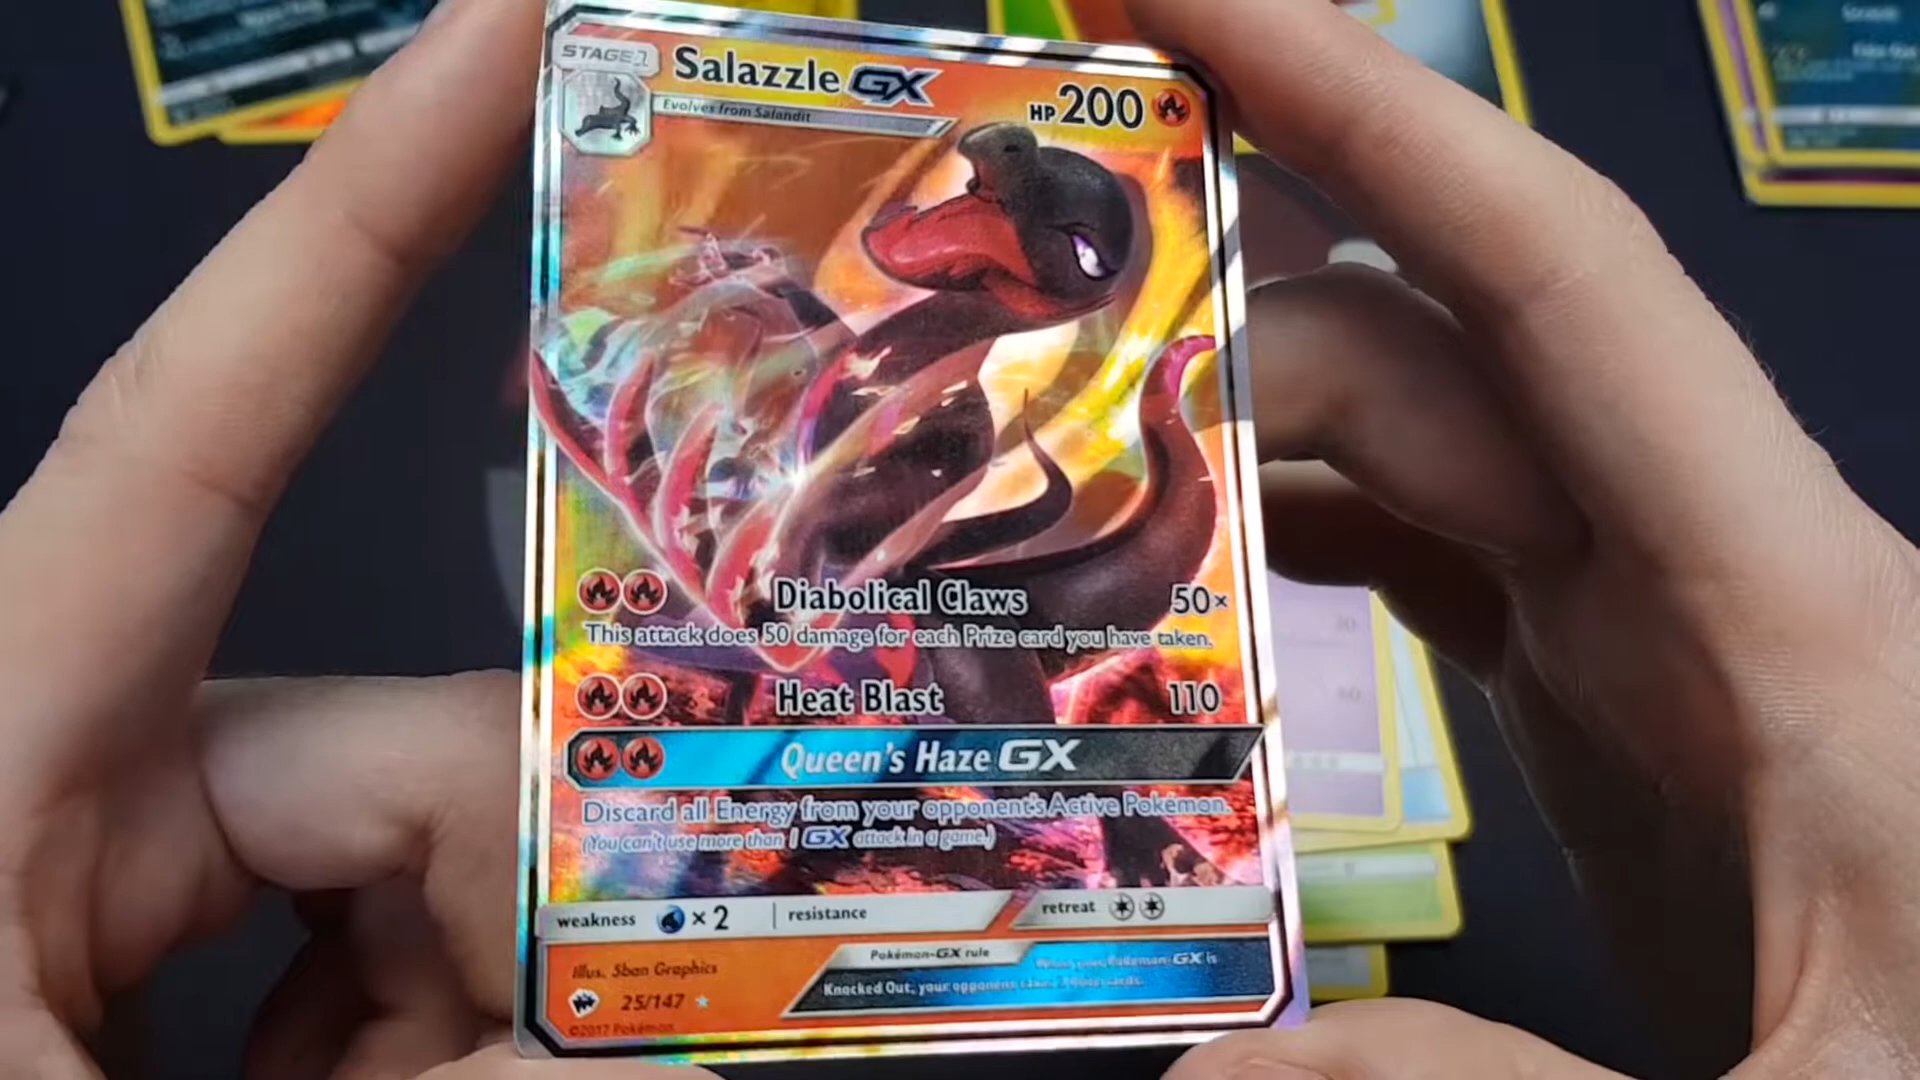 STAGE 1
Salazzle GX
HP 200
Evolves from Salandit
Diabolical Claws 50×
This attack does 50 damage for each Prize card you have taken.
Heat Blast 110
Queen's Haze GX
Discard all Energy from your opponent's Active Pokémon.
(You can't use more than 1 GX attack in a game.)
weakness ×2 resistance retreat
Illus. 5ban Graphics
Pokémon-GX rule
When your Pokémon-GX is
Knocked Out, your opponent takes 2 Prize cards.
25/147
©2017 Pokémon